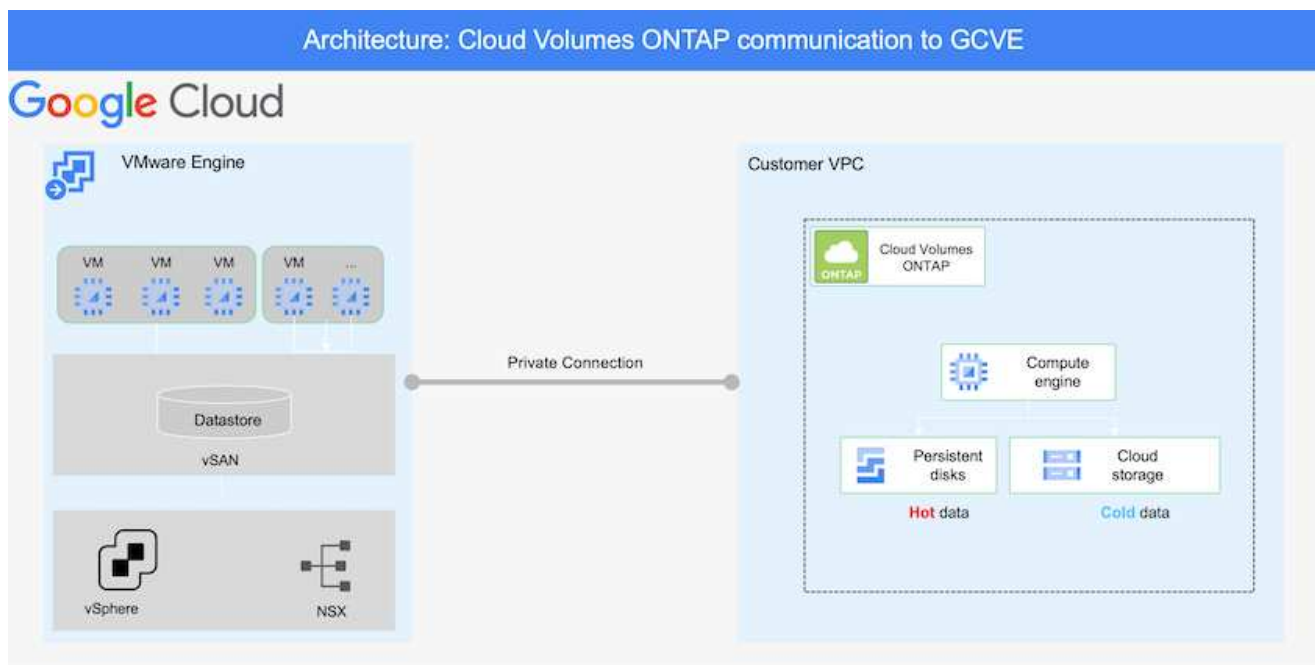 Architecture: Cloud Volumes ONTAP communication to GCVE
Google Cloud
VMware Engine
VM VM VM VM ...
Datastore
vSAN
vSphere
NSX
Private Connection
Customer VPC
ONTAP
Cloud Volumes
ONTAP
Compute
engine
Persistent
disks
Hot data
Cloud
storage
Cold data